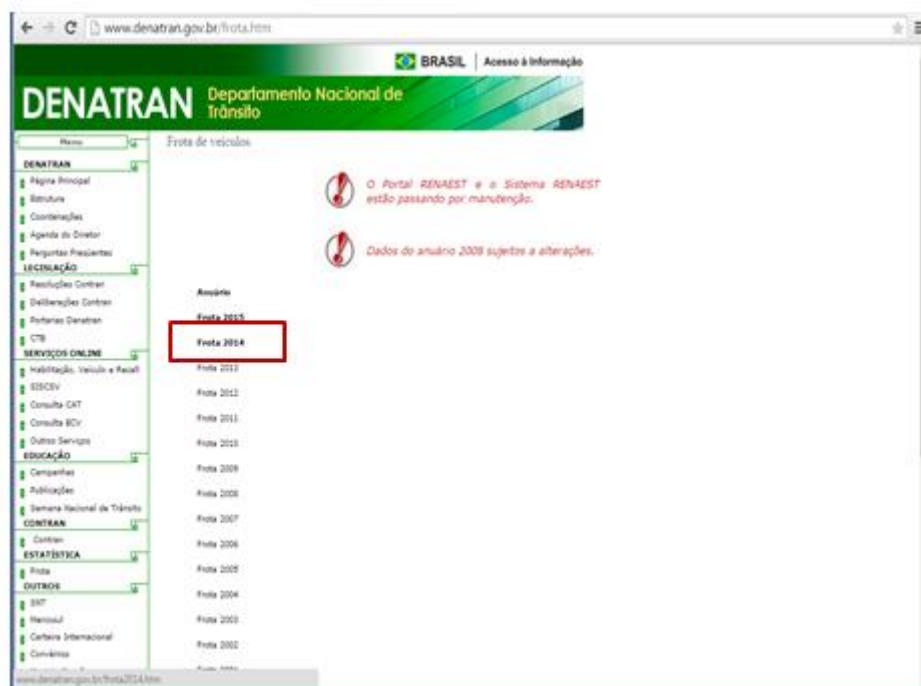 www.denatran.gov.br/frota.htm
BRASIL Acesso à Informação
DENATRAN Departamento Nacional de
Trânsito
Menu
Frota de veículos
DENATRAN
Página Principal
Estrutura
Coordenações
Agenda do Diretor
Perguntas Freqüentes
LEGISLAÇÃO
Resoluções Contran
Deliberações Contran
Portarias Denatran
CTB
SERVIÇOS ONLINE
Habilitação, Veículo e Recall
SISCSV
Consulta CAT
Consulta ECV
Outros Serviços
EDUCAÇÃO
Campanhas
Publicações
Semana Nacional de Trânsito
CONTRAN
Contran
ESTATÍSTICA
Frota
OUTROS
SNT
Mercosul
Carteira Internacional
Convênios
O Portal RENAEST e o Sistema RENAEST
estão passando por manutenção.
Dados do anuário 2008 sujeitos a alterações.
Anuário
Frota 2015
Frota 2014
Frota 2013
Frota 2012
Frota 2011
Frota 2010
Frota 2009
Frota 2008
Frota 2007
Frota 2006
Frota 2005
Frota 2004
Frota 2003
Frota 2002
www.denatran.gov.br/frota2014.htm